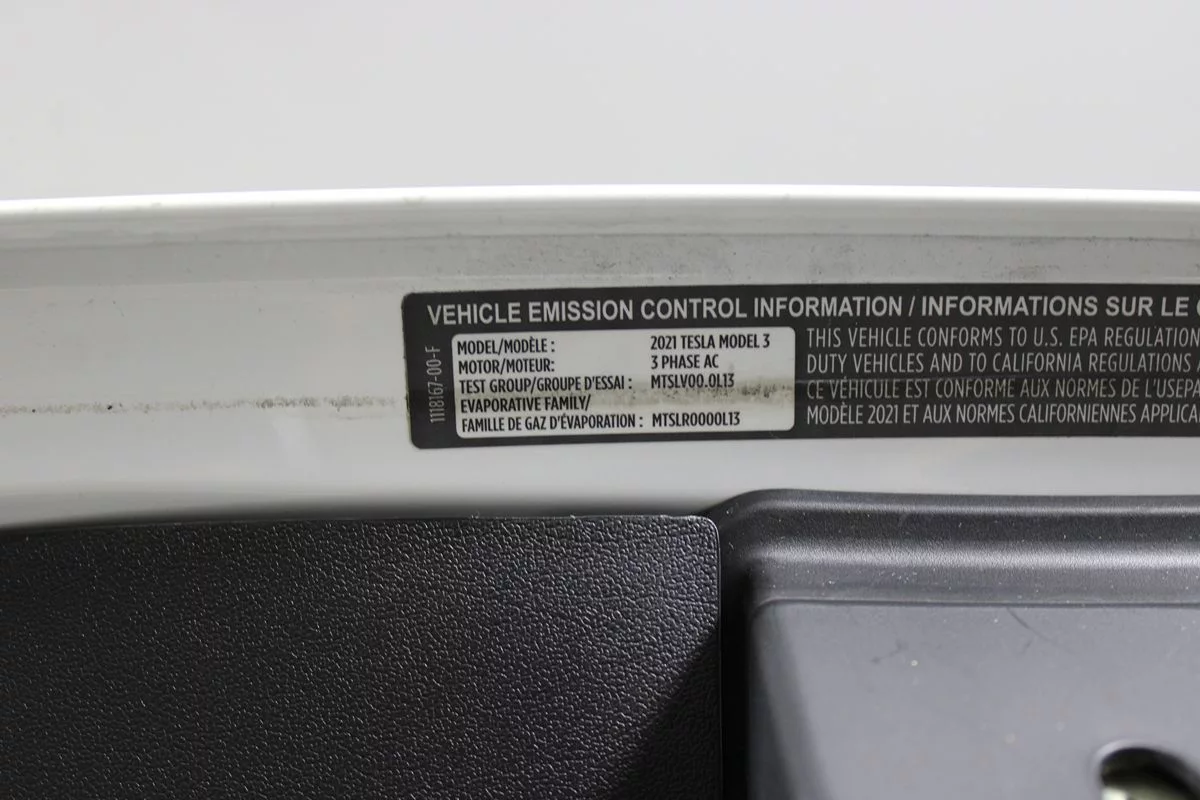 VEHICLE EMISSION CONTROL INFORMATION / INFORMATIONS SUR LE
1118167-00-F
MODEL/MODÈLE : 2021 TESLA MODEL 3
MOTOR/MOTEUR: 3 PHASE AC
TEST GROUP/GROUPE D'ESSAI : MTSLV00.0L13
EVAPORATIVE FAMILY/
FAMILLE DE GAZ D'ÉVAPORATION : MTSLR0000L13
THIS VEHICLE CONFORMS TO U.S. EPA REGULATION
DUTY VEHICLES AND TO CALIFORNIA REGULATIONS
CE VÉHICULE EST CONFORME AUX NORMES DE L'USEPA
MODÈLE 2021 ET AUX NORMES CALIFORNIENNES APPLICA